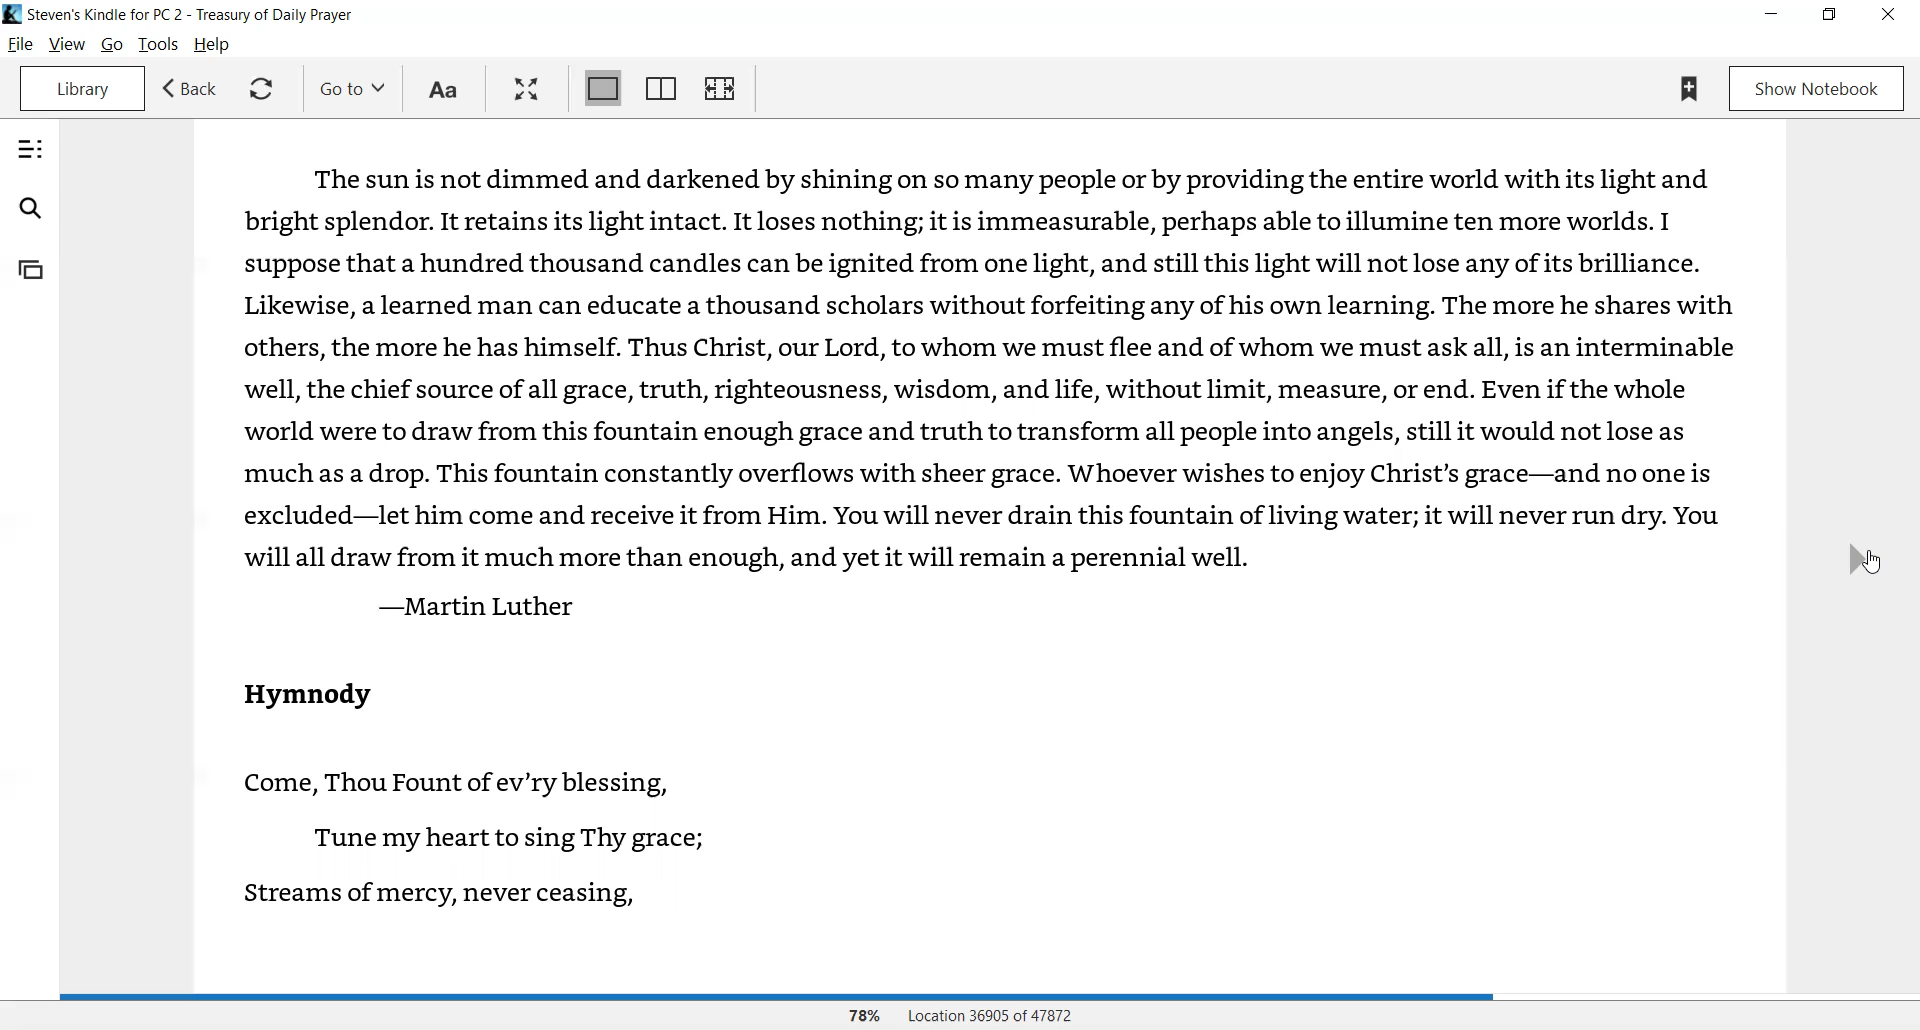 Steven's Kindle for PC 2 - Treasury of Daily Prayer
File View Go Tools Help
Library Back Go to Aa Show Notebook
The sun is not dimmed and darkened by shining on so many people or by providing the entire world with its light and
bright splendor. It retains its light intact. It loses nothing; it is immeasurable, perhaps able to illumine ten more worlds. I
suppose that a hundred thousand candles can be ignited from one light, and still this light will not lose any of its brilliance.
Likewise, a learned man can educate a thousand scholars without forfeiting any of his own learning. The more he shares with
others, the more he has himself. Thus Christ, our Lord, to whom we must flee and of whom we must ask all, is an interminable
well, the chief source of all grace, truth, righteousness, wisdom, and life, without limit, measure, or end. Even if the whole
world were to draw from this fountain enough grace and truth to transform all people into angels, still it would not lose as
much as a drop. This fountain constantly overflows with sheer grace. Whoever wishes to enjoy Christ’s grace—and no one is
excluded—let him come and receive it from Him. You will never drain this fountain of living water; it will never run dry. You
will all draw from it much more than enough, and yet it will remain a perennial well.
—Martin Luther
Hymnody
Come, Thou Fount of ev’ry blessing,
Tune my heart to sing Thy grace;
Streams of mercy, never ceasing,
78% Location 36905 of 47872